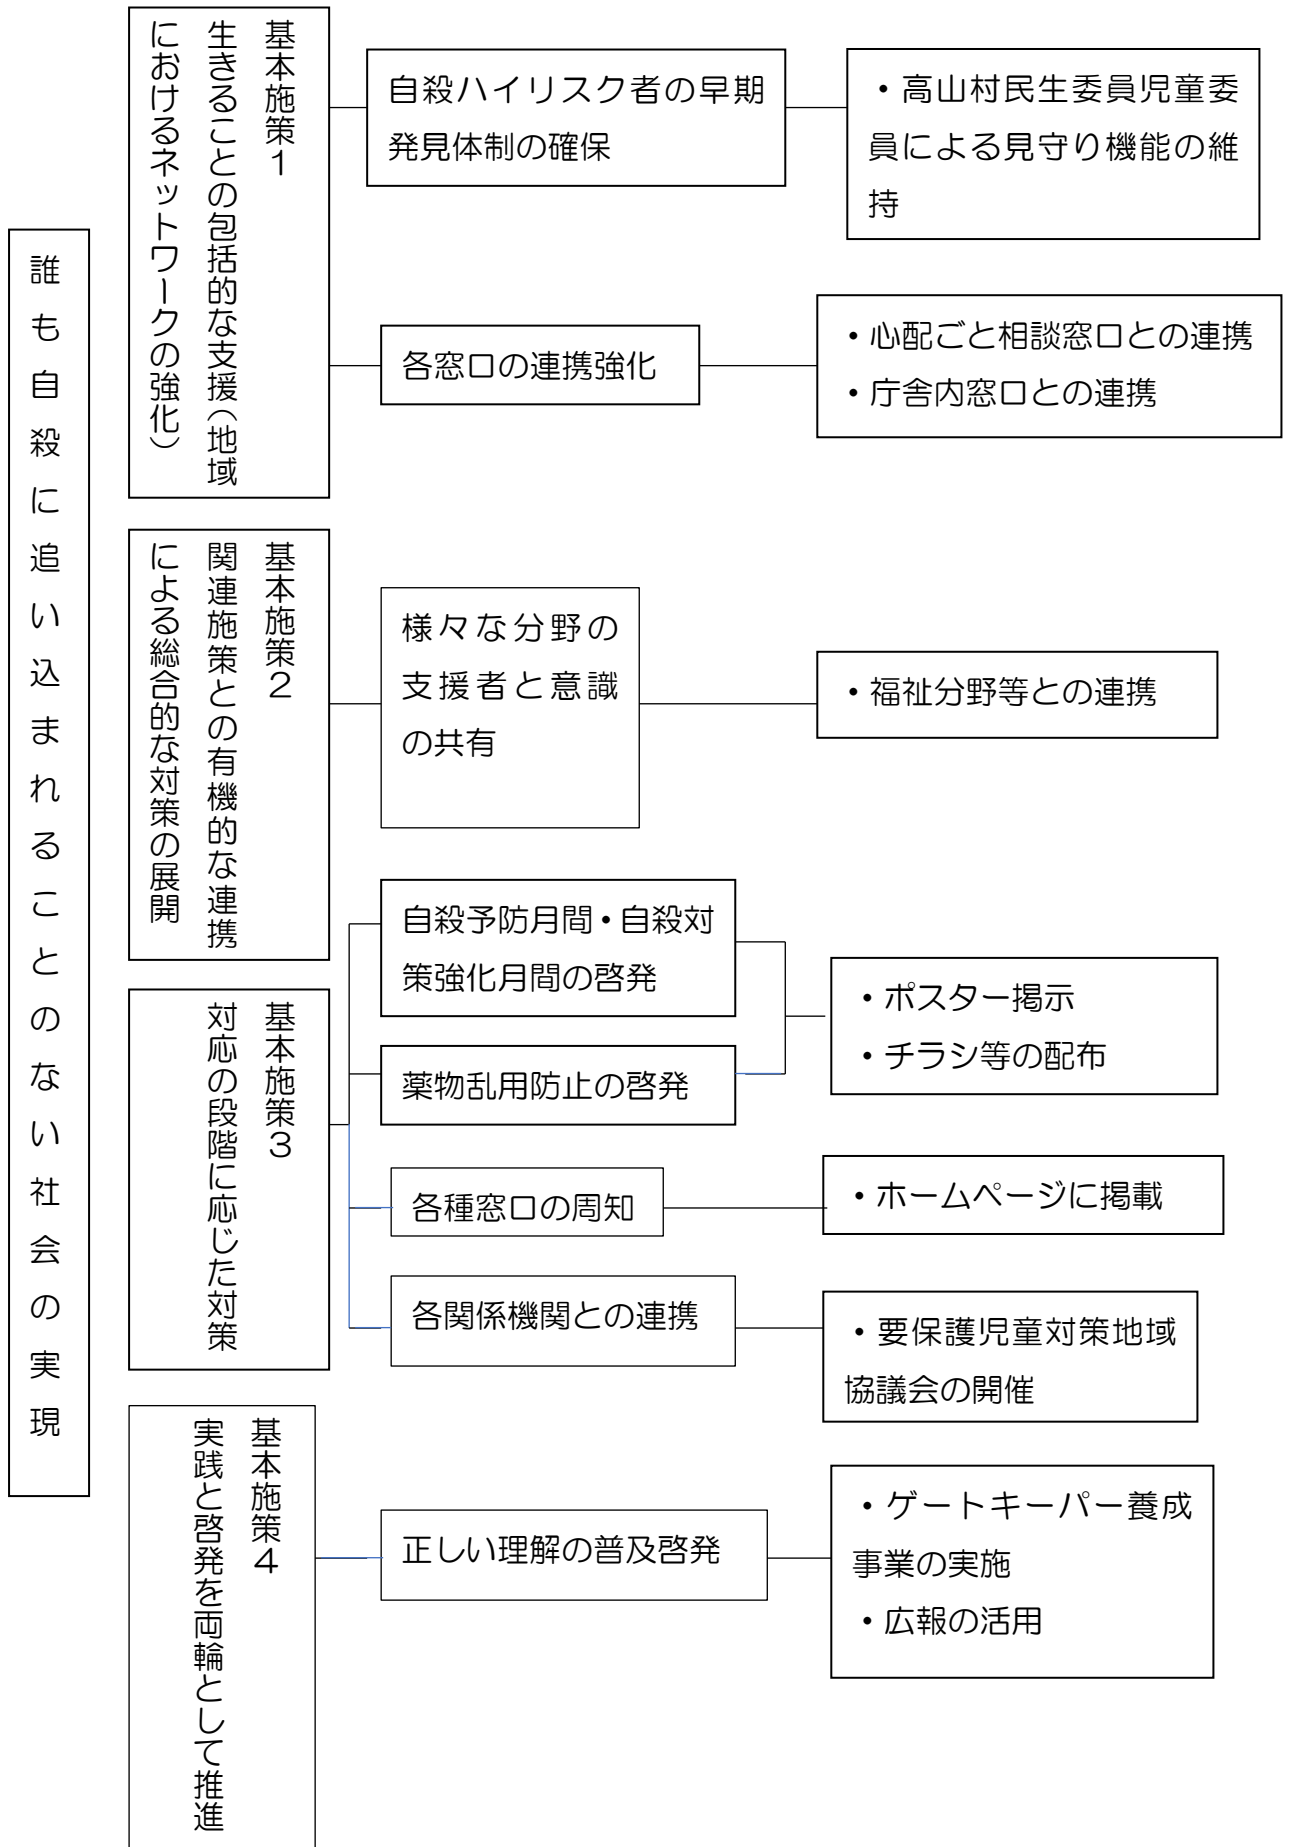 誰も自殺に追い込まれることのない社会の実現
基本施策1
生きることの包括的な支援(地域
におけるネットワークの強化)
自殺ハイリスク者の早期
発見体制の確保
・高山村民生委員児童委
員による見守り機能の維
持
各窓口の連携強化
・心配ごと相談窓口との連携
・庁舎内窓口との連携
基本施策2
関連施策との有機的な連携
による総合的な対策の展開
様々な分野の
支援者と意識
の共有
・福祉分野等との連携
基本施策3
対応の段階に応じた対策
自殺予防月間・自殺対
策強化月間の啓発
薬物乱用防止の啓発
・ポスター掲示
・チラシ等の配布
各種窓口の周知
・ホームページに掲載
各関係機関との連携
・要保護児童対策地域
協議会の開催
基本施策4
実践と啓発を両輪として推進
正しい理解の普及啓発
・ゲートキーパー養成
事業の実施
・広報の活用